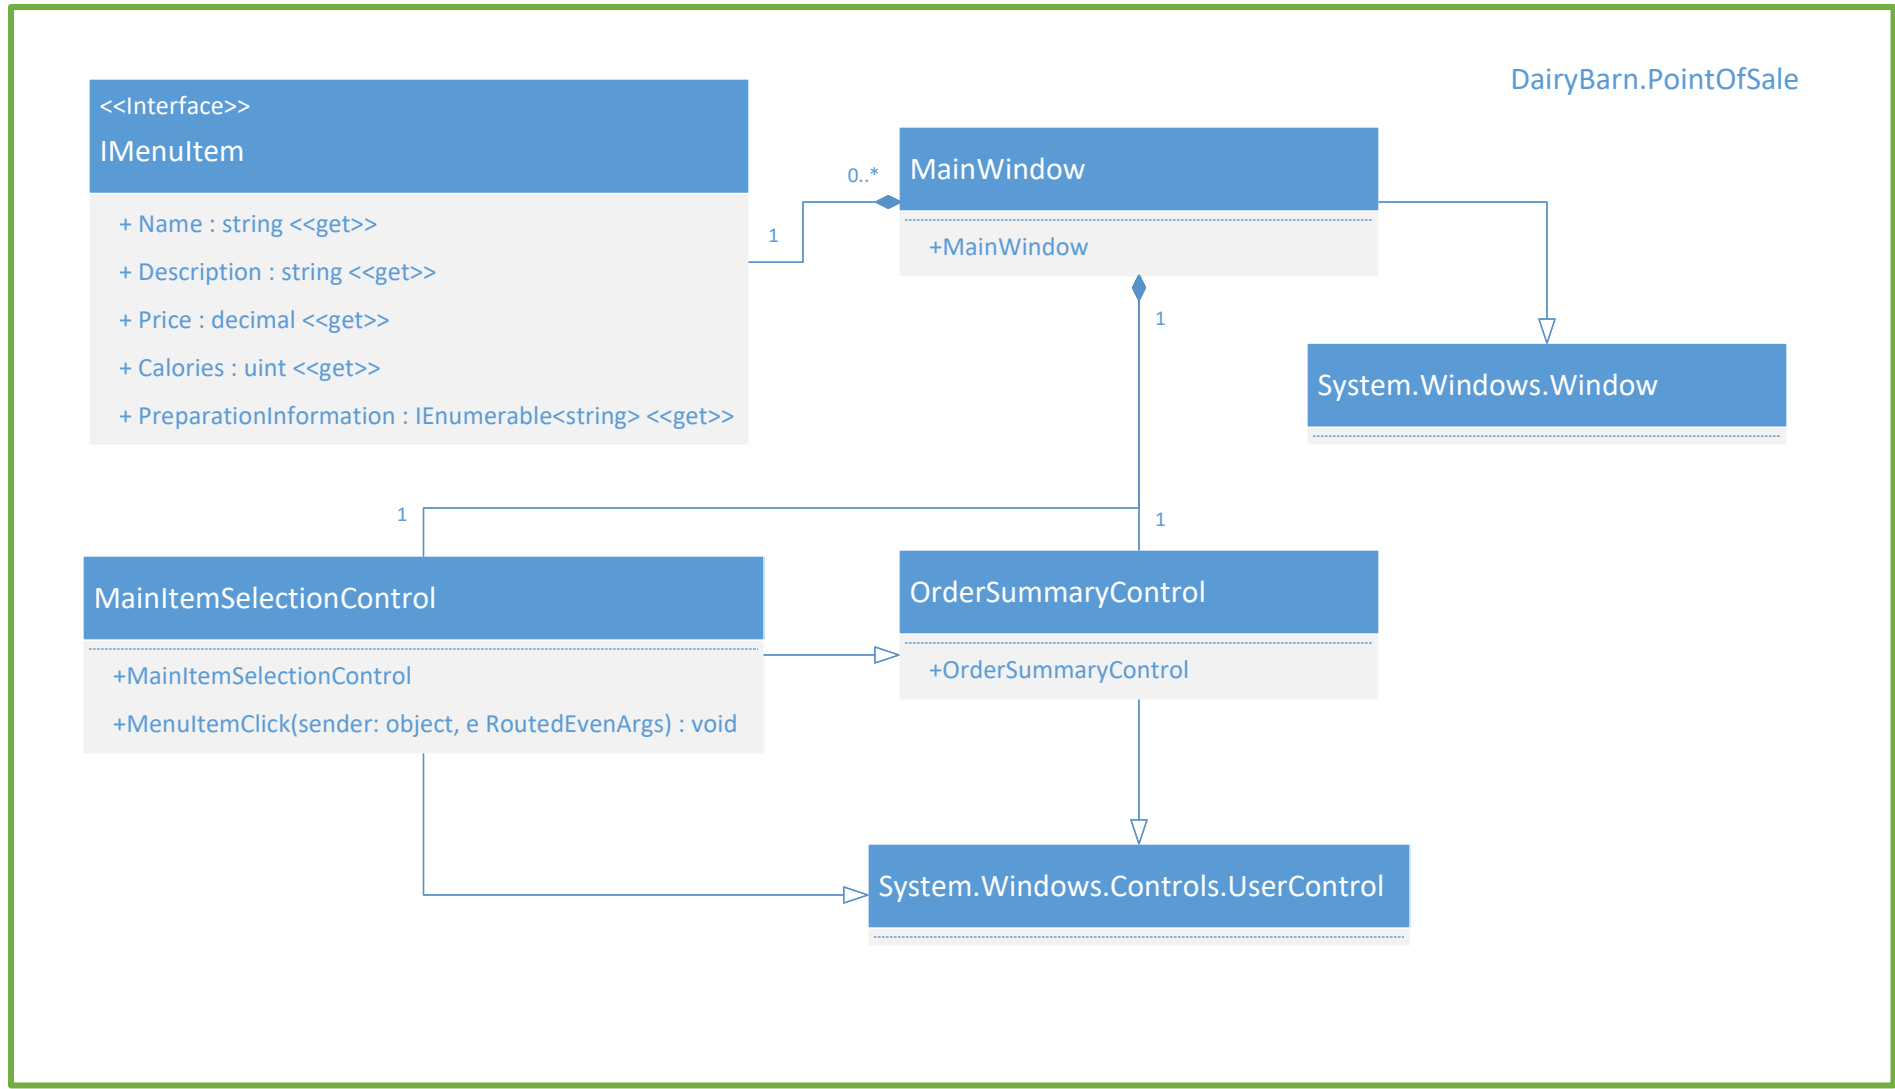 DairyBarn.PointOfSale
<<Interface>>
IMenuItem
+ Name : string <<get>>
+ Description : string <<get>>
+ Price : decimal <<get>>
+ Calories : uint <<get>>
+ PreparationInformation : IEnumerable<string> <<get>>
0..*
1
MainWindow
+MainWindow
1
System.Windows.Window
1
1
MainItemSelectionControl
+MainItemSelectionControl
+MenuItemClick(sender: object, e RoutedEvenArgs) : void
OrderSummaryControl
+OrderSummaryControl
System.Windows.Controls.UserControl